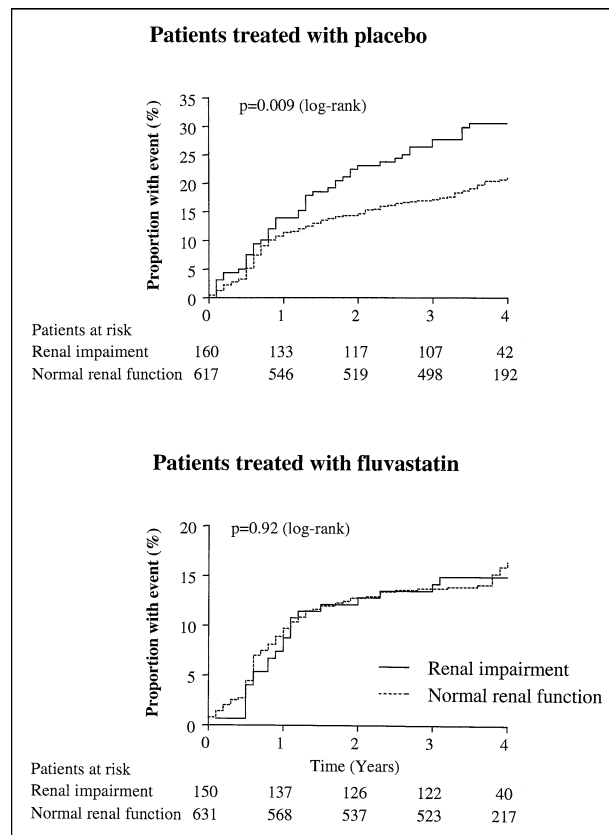 Patients treated with placebo
p=0.009 (log-rank)
Proportion with event (%)
35
30
25
20
15
10
5
0
0 1 2 3 4
Patients at risk
Renal impaiment 160 133 117 107 42
Normal renal function 617 546 519 498 192
Patients treated with fluvastatin
p=0.92 (log-rank)
Proportion with event (%)
20
15
10
5
0
Renal impairment
Normal renal function
0 1 2 3 4
Time (Years)
Patients at risk
Renal impairment 150 137 126 122 40
Normal renal function 631 568 537 523 217